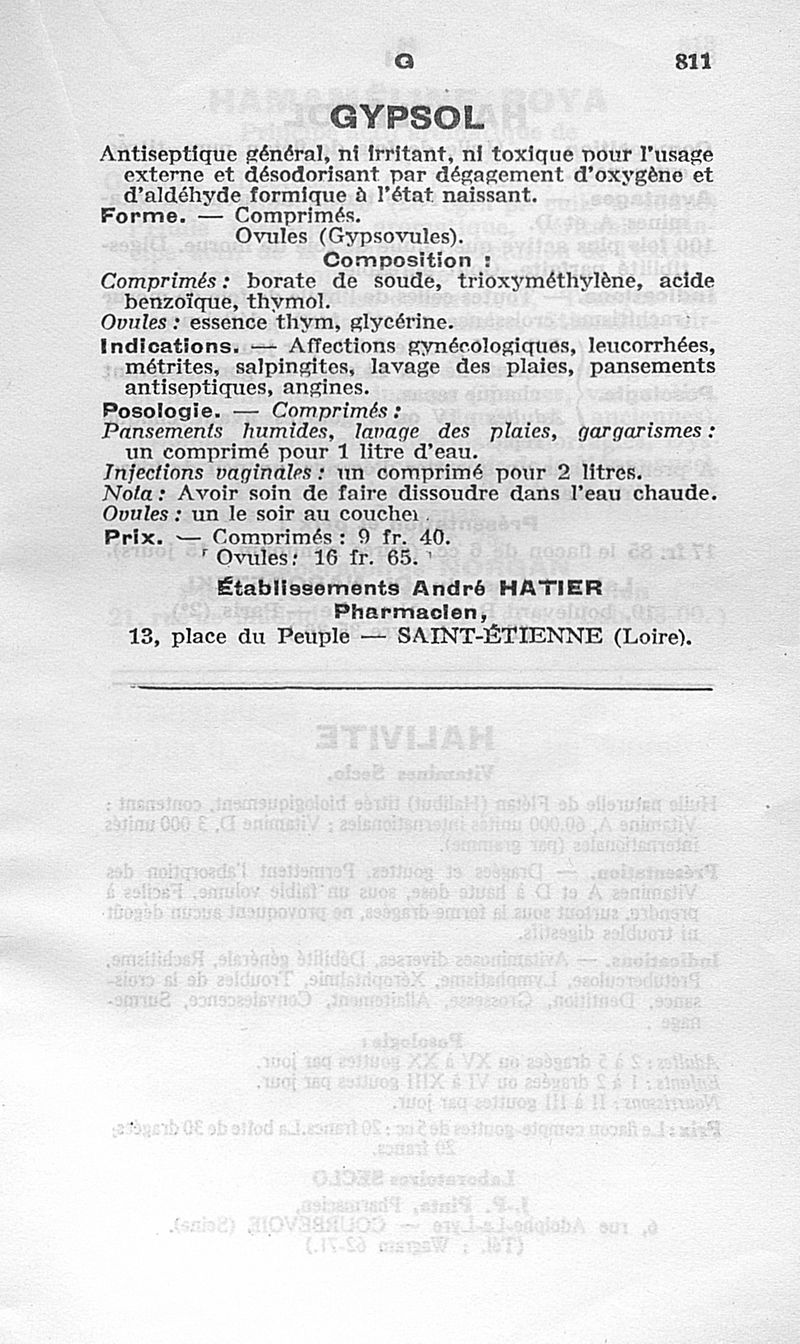 G 811
GYPSOL
Antiseptique général, ni irritant, ni toxique pour l'usage
externe et désodorisant par dégagement d'oxygène et
d'aldéhyde formique à l'état naissant.
Forme. — Comprimés.
Ovules (Gypsovules).
Composition :
Comprimés : borate de soude, trioxyméthylène, acide
benzoïque, thymol.
Ovules : essence thym, glycérine.
Indications. — Affections gynécologiques, leucorrhées,
métrites, salpingites, lavage des plaies, pansements
antiseptiques, angines.
Posologie. — Comprimés :
Pansements humides, lavage des plaies, gargarismes :
un comprimé pour 1 litre d'eau.
Injections vaginales : un comprimé pour 2 litres.
Nota : Avoir soin de faire dissoudre dans l'eau chaude.
Ovules : un le soir au coucher.
Prix. — Comprimés : 9 fr. 40.
Ovules : 16 fr. 65.
Établissements André HATIER
Pharmacien,
13, place du Peuple — SAINT-ÉTIENNE (Loire).